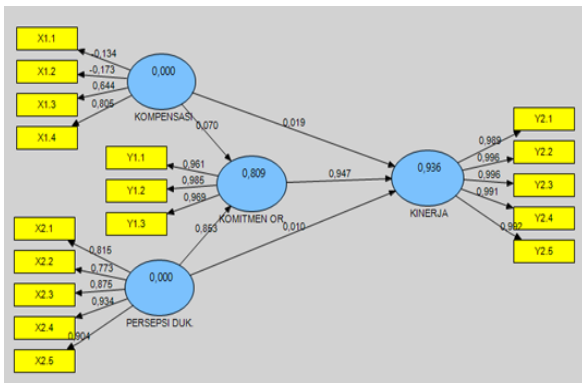 X1.1
-0,134
X1.2
-0,173
0,000
X1.3
0,644
X1.4
0,805
KOMPENSASI
0,070
0,019
Y2.1
0,989
Y2.2
0,996
Y1.1
0,961
0,809
0,947
0,936
0,996
Y2.3
Y1.2
0,985
0,991
Y2.4
Y1.3
0,969
KOMITMEN OR.
KINERJA
0,992
Y2.5
X2.1
0,815
0,853
0,010
X2.2
0,773
0,000
X2.3
0,875
X2.4
0,934
PERSEPSI DUK.
0,904
X2.5